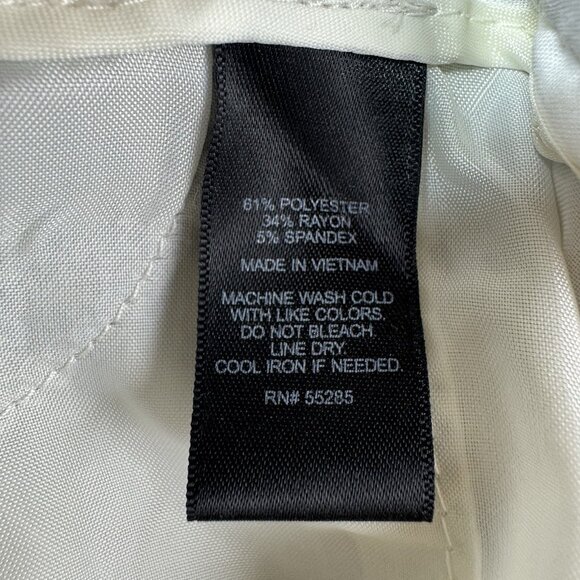 61% POLYESTER
34% RAYON
5% SPANDEX
MADE IN VIETNAM
MACHINE WASH COLD
WITH LIKE COLORS.
DO NOT BLEACH.
LINE DRY.
COOL IRON IF NEEDED.
RN# 55285